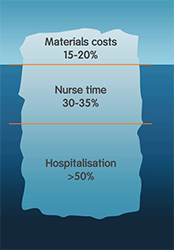 Materials costs
15-20%
Nurse time
30-35%
Hospitalisation
>50%